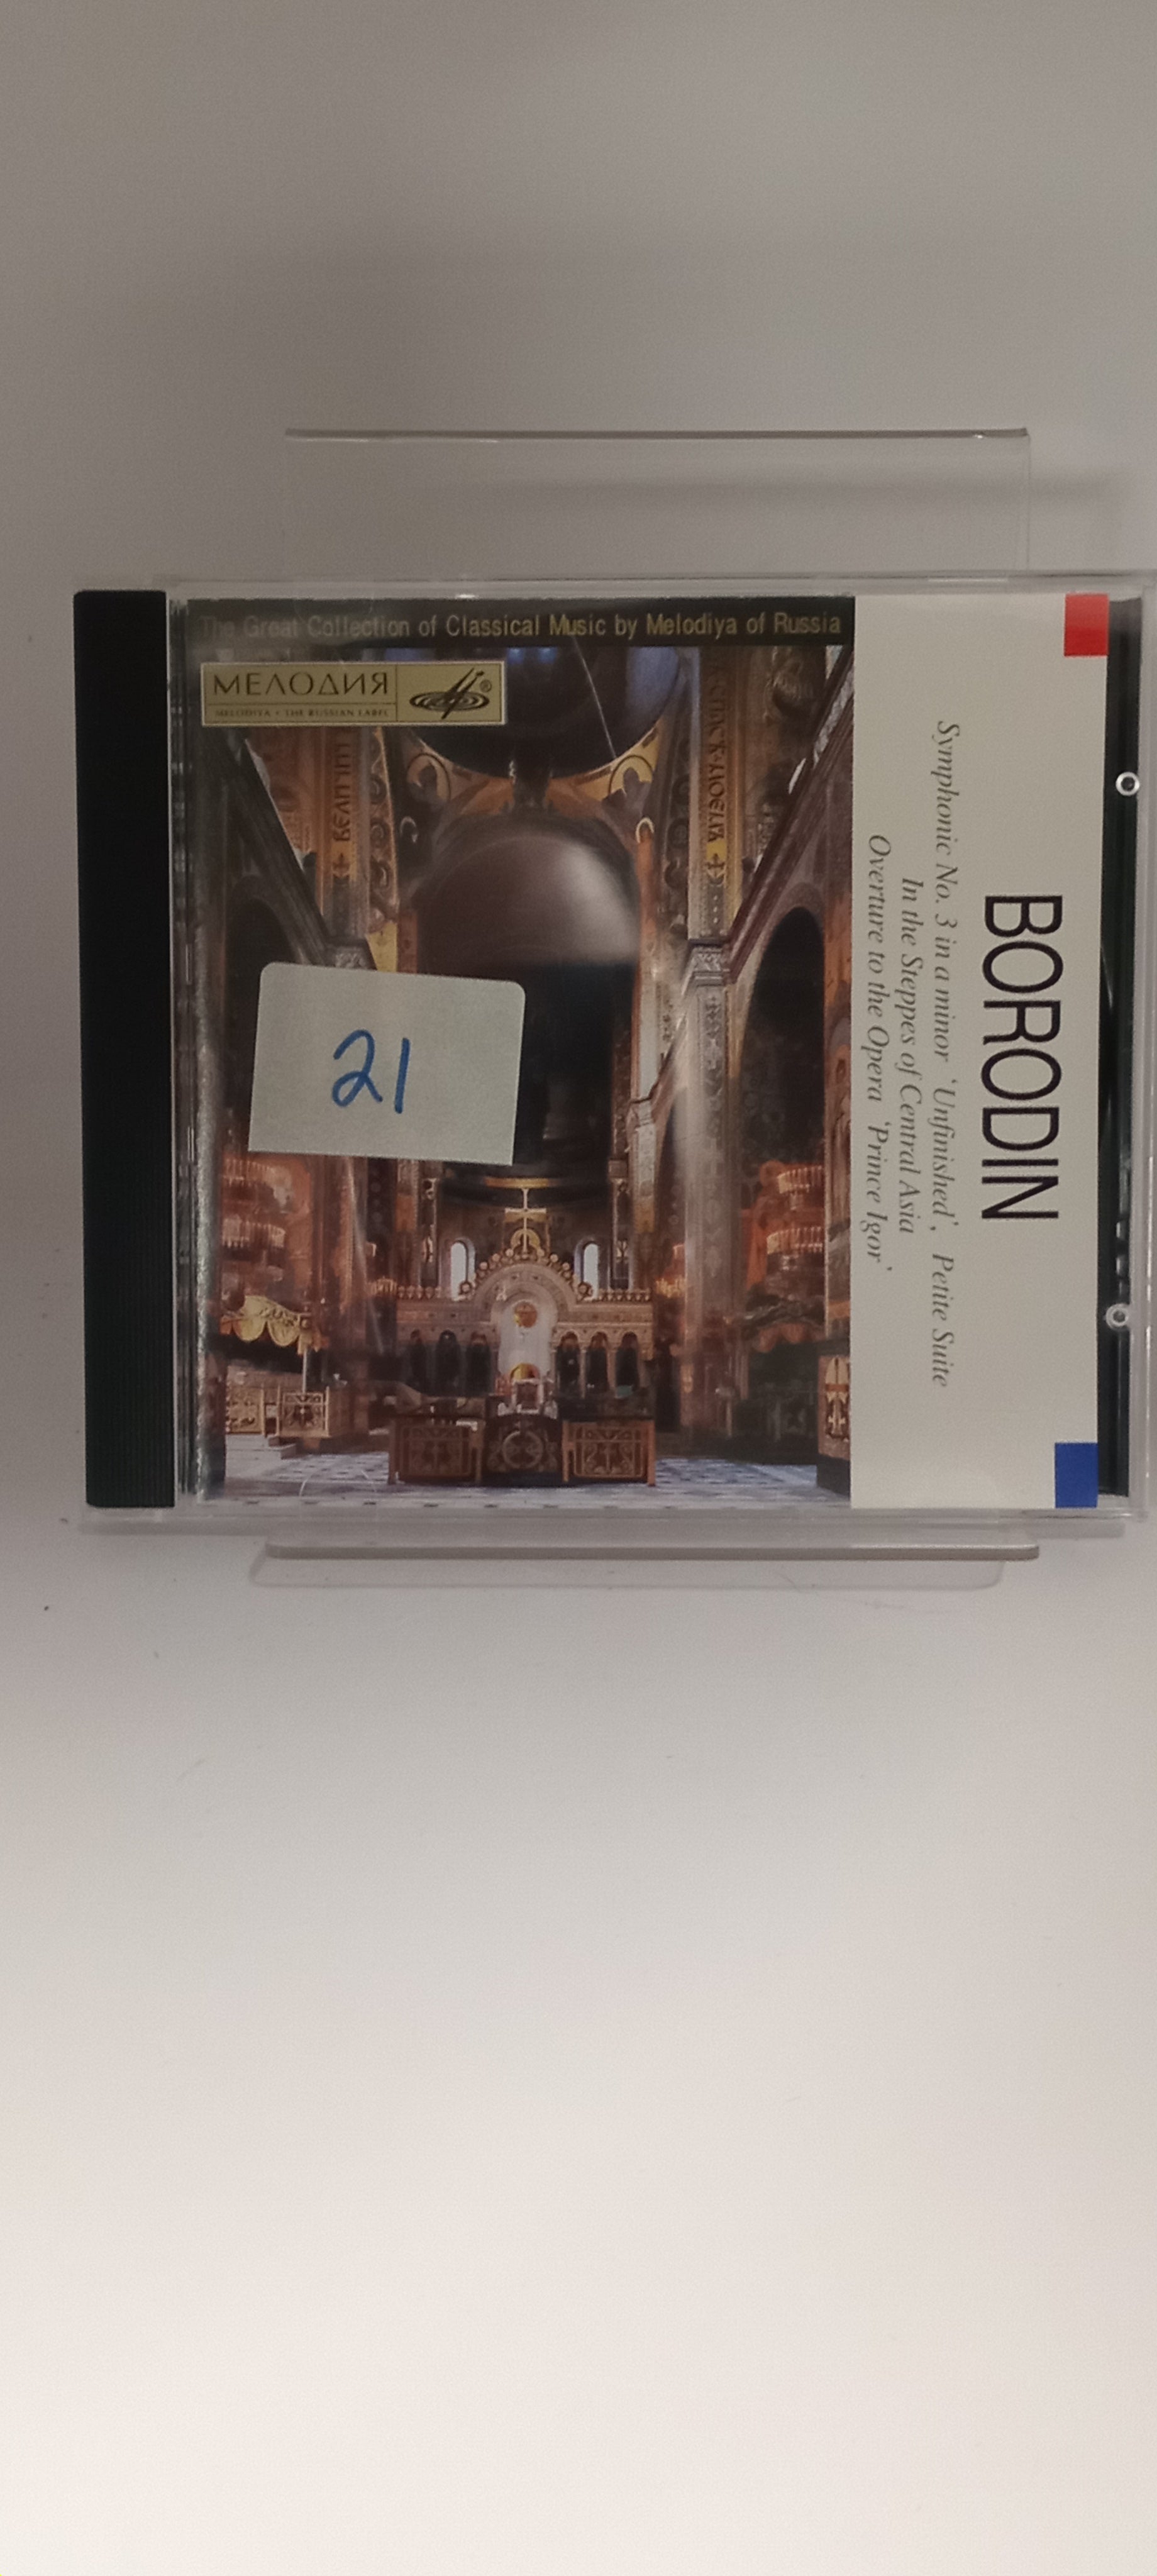 The Great Collection of Classical Music by Melodiya of Russia
МЕЛОДИЯ
MELODIYA • THE RUSSIAN LABEL
®
21
BORODIN
Symphonic No. 3 in a minor 'Unfinished', Petite Suite
In the Steppes of Central Asia
Overture to the Opera 'Prince Igor'